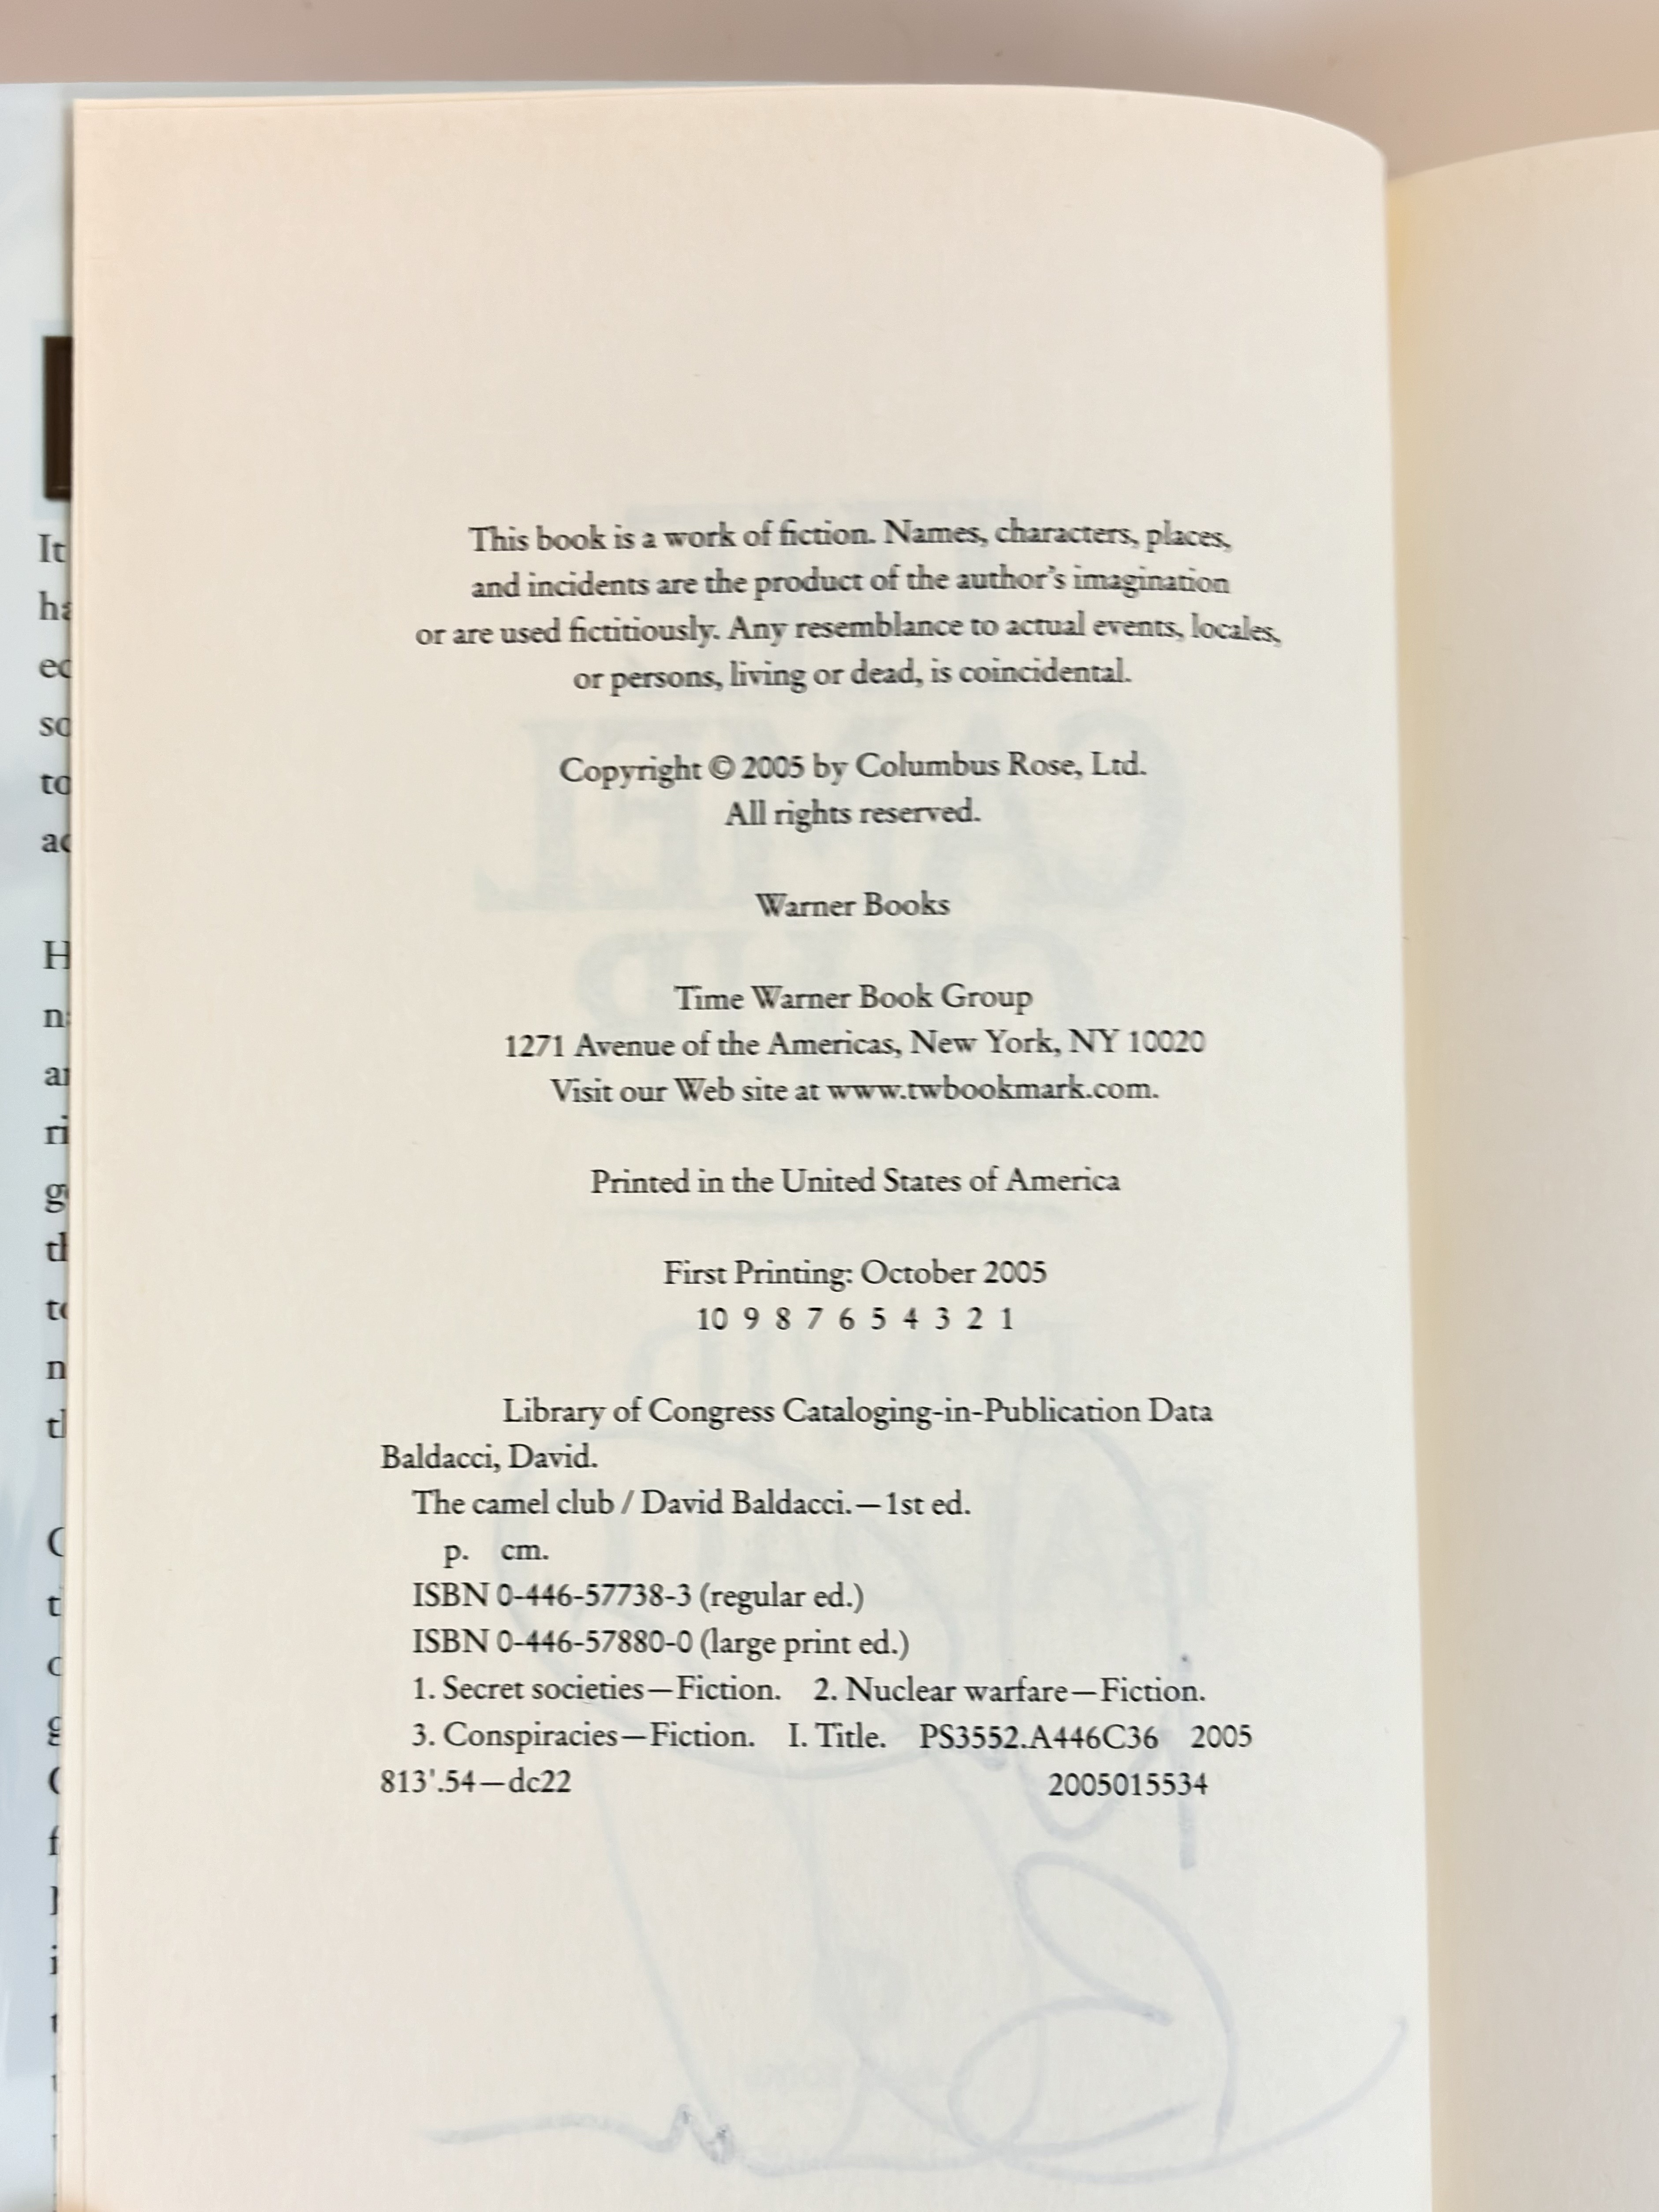 This book is a work of fiction. Names, characters, places,
and incidents are the product of the author's imagination
or are used fictitiously. Any resemblance to actual events, locales,
or persons, living or dead, is coincidental.
Copyright © 2005 by Columbus Rose, Ltd.
All rights reserved.
Warner Books
Time Warner Book Group
1271 Avenue of the Americas, New York, NY 10020
Visit our Web site at www.twbookmark.com.
Printed in the United States of America
First Printing: October 2005
10 9 8 7 6 5 4 3 2 1
Library of Congress Cataloging-in-Publication Data
Baldacci, David.
The camel club / David Baldacci.—1st ed.
p. cm.
ISBN 0-446-57738-3 (regular ed.)
ISBN 0-446-57880-0 (large print ed.)
1. Secret societies—Fiction. 2. Nuclear warfare—Fiction.
3. Conspiracies—Fiction. I. Title. PS3552.A446C36 2005
813'.54—dc22 2005015534